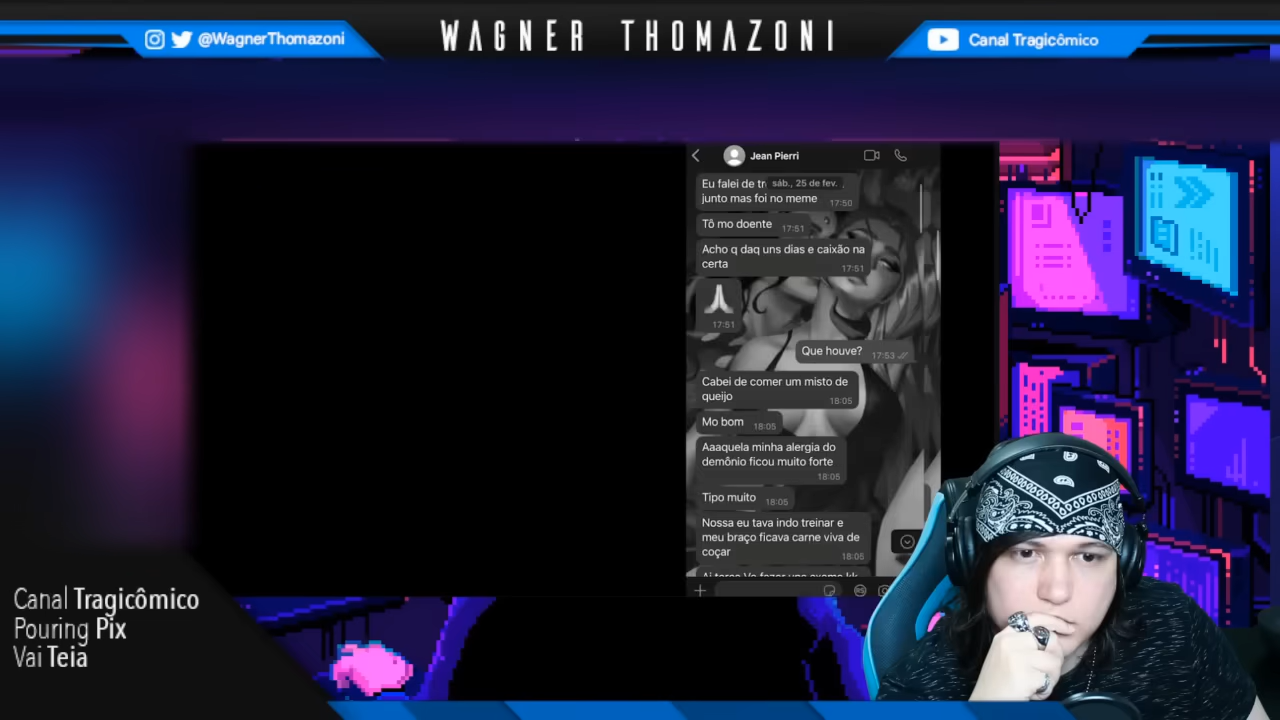 WAGNER THOMAZONI
@WagnerThomazoni
Canal Tragicômico
Jean Pierri
sáb., 25 de fev.
Eu falei de
junto mas foi no meme
17:50
Tô mo doente
17:51
Acho q daq uns dias e caixão na
certa
17:51
🙏
17:51
Que houve?
17:53
Cabei de comer um misto de
queijo
18:05
Mo bom
18:05
Aaaquela minha alergia do
demônio ficou muito forte
18:05
Tipo muito
18:05
Nossa eu tava indo treinar e
meu braço ficava carne viva de
coçar
18:05
Canal Tragicômico
Pouring Pix
Vai Teia